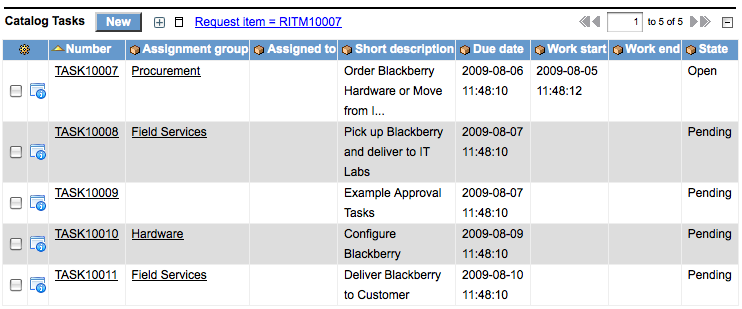 Catalog Tasks New Request item = RITM10007 1 to 5 of 5
Number Assignment group Assigned to Short description Due date Work start Work end State
TASK10007 Procurement Order Blackberry 2009-08-06 2009-08-05 Open
Hardware or Move 11:48:10 11:48:12
from I...
TASK10008 Field Services Pick up Blackberry 2009-08-07 Pending
and deliver to IT 11:48:10
Labs
TASK10009 Example Approval 2009-08-07 Pending
Tasks 11:48:10
TASK10010 Hardware Configure 2009-08-09 Pending
Blackberry 11:48:10
TASK10011 Field Services Deliver Blackberry 2009-08-10 Pending
to Customer 11:48:10